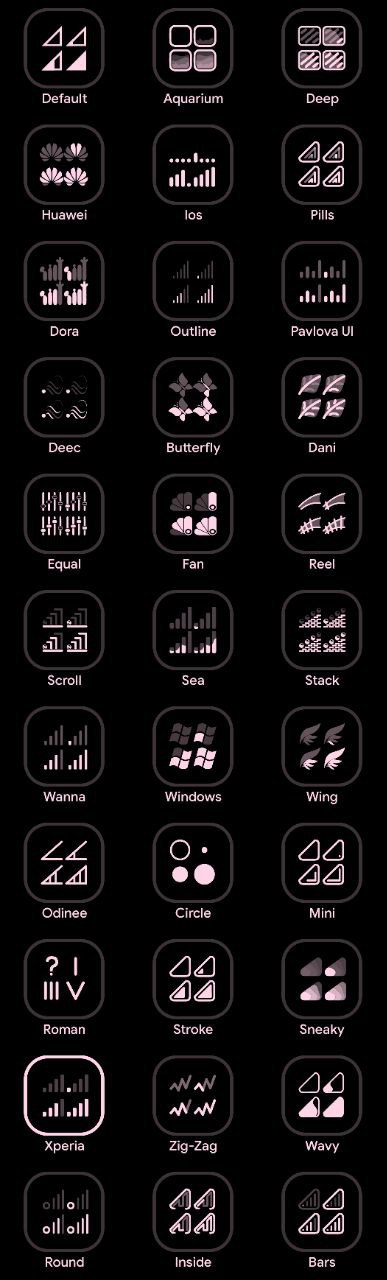 Default
Aquarium
Deep
Huawei
Ios
Pills
Dora
Outline
Pavlova UI
Deec
Butterfly
Dani
Equal
Fan
Reel
Scroll
Sea
Stack
Wanna
Windows
Wing
Odinee
Circle
Mini
? I
III V
Roman
Stroke
Sneaky
Xperia
Zig-Zag
Wavy
Round
Inside
Bars